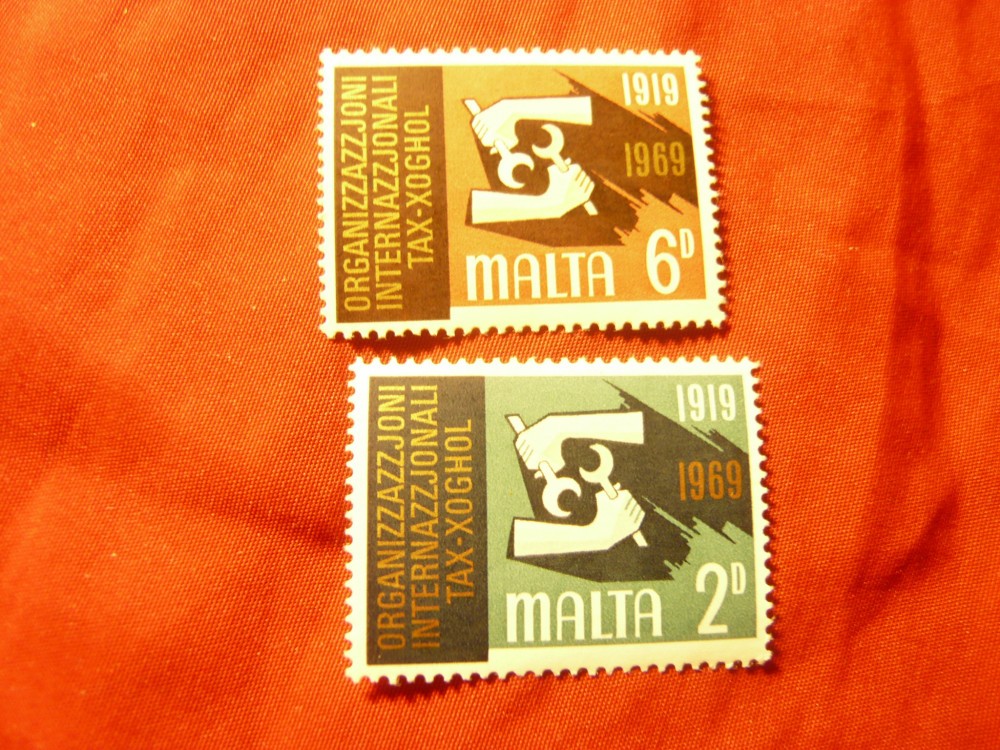 ORGANIZZAZZJONI
INTERNAZZJONALI
TAX-XOGHOL
1919
1969
MALTA 6D
ORGANIZZAZZJONI
INTERNAZZJONALI
TAX-XOGHOL
1919
1969
MALTA 2D